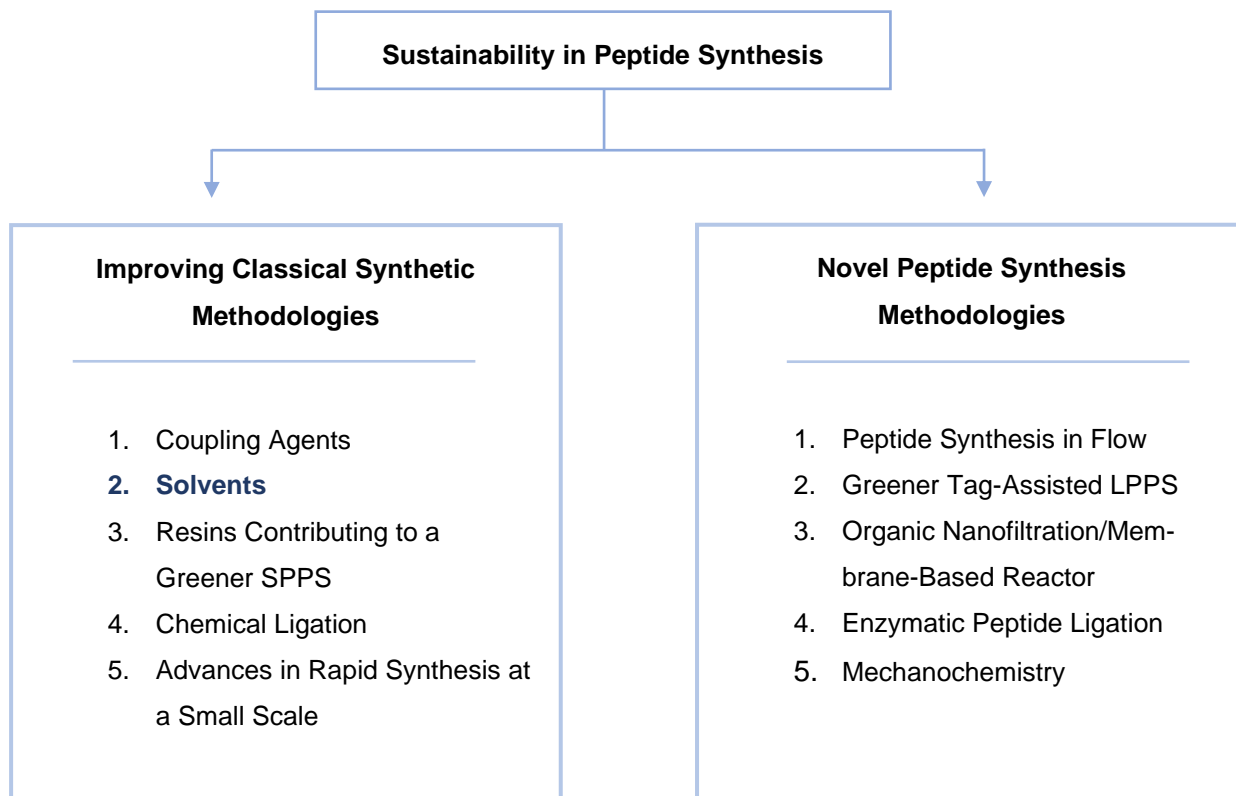 Sustainability in Peptide Synthesis
Improving Classical Synthetic
Methodologies
1. Coupling Agents
2. Solvents
3. Resins Contributing to a
Greener SPPS
4. Chemical Ligation
5. Advances in Rapid Synthesis at
a Small Scale
Novel Peptide Synthesis
Methodologies
1. Peptide Synthesis in Flow
2. Greener Tag-Assisted LPPS
3. Organic Nanofiltration/Mem-
brane-Based Reactor
4. Enzymatic Peptide Ligation
5. Mechanochemistry